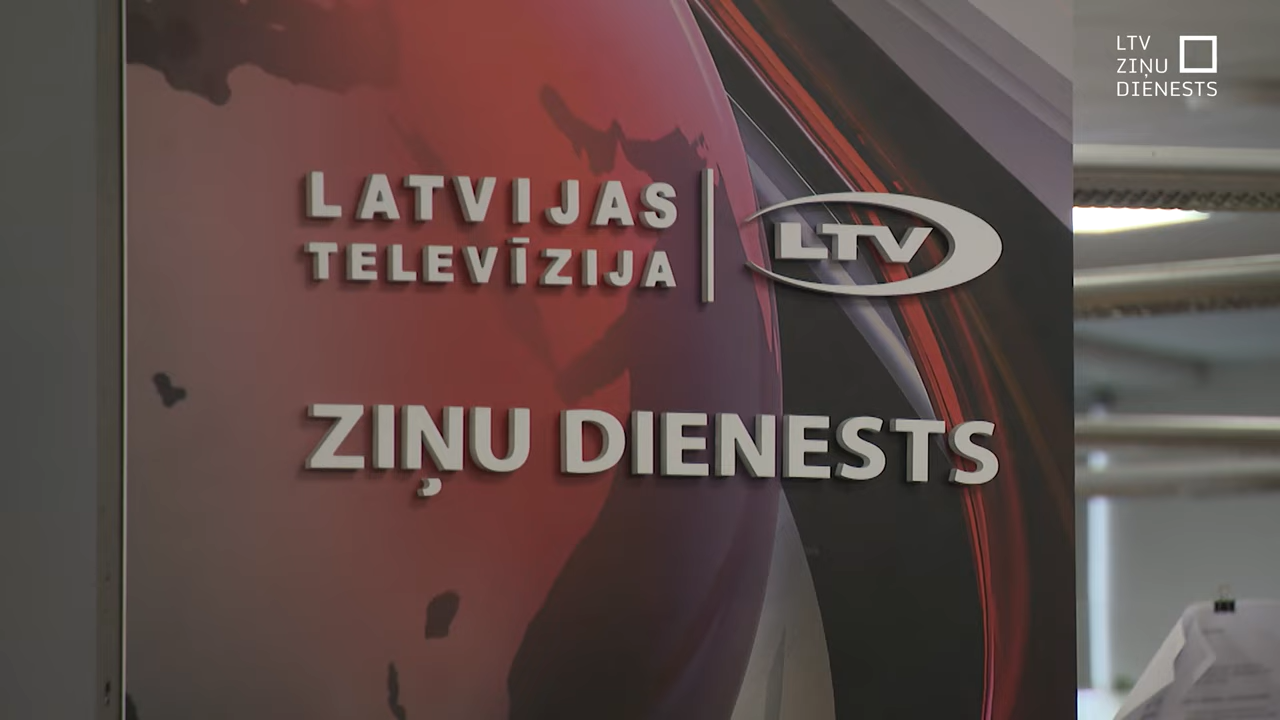 LTV
ZIŅU
DIENESTS
LATVIJAS
TELEVĪZIJA
LTV
ZIŅU DIENESTS